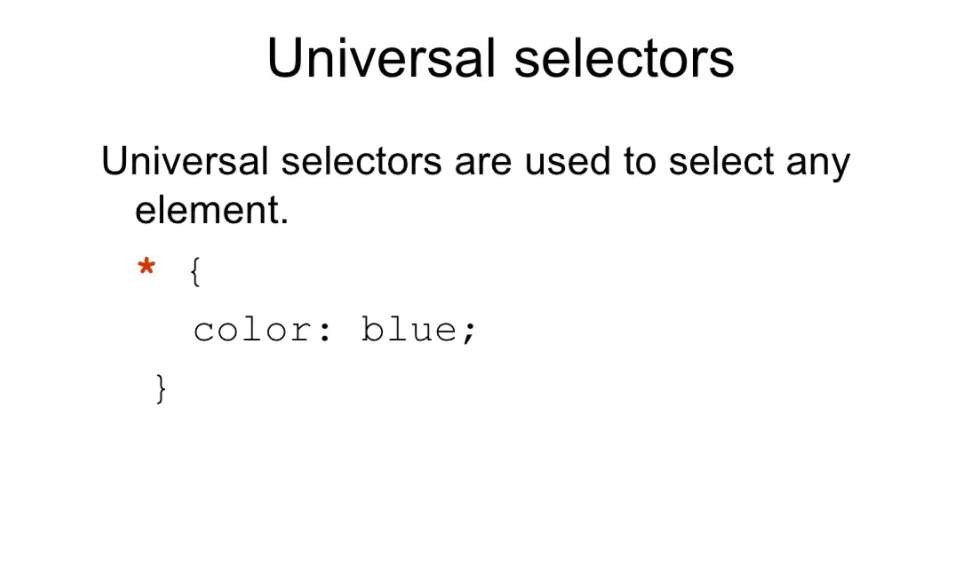 Universal selectors
Universal selectors are used to select any
element.
* {
color: blue;
}